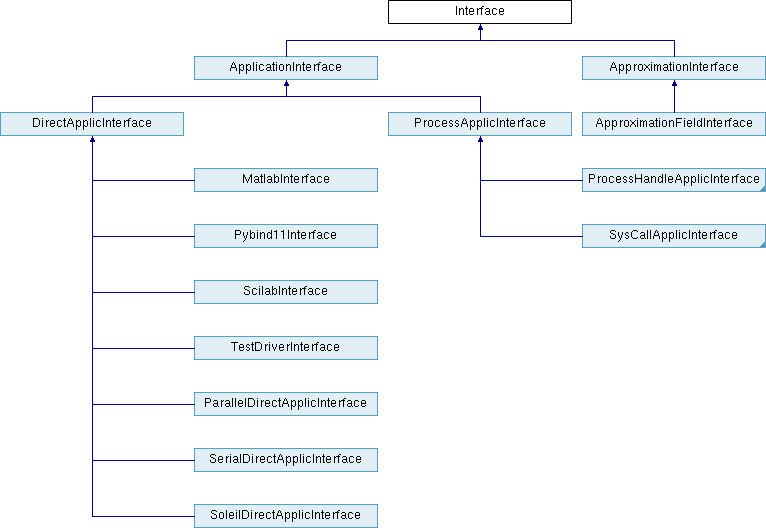 Interface
ApplicationInterface
ApproximationInterface
DirectApplicInterface
ProcessApplicInterface
ApproximationFieldInterface
MatlabInterface
ProcessHandleApplicInterface
Pybind11Interface
SysCallApplicInterface
ScilabInterface
TestDriverInterface
ParallelDirectApplicInterface
SerialDirectApplicInterface
SoleilDirectApplicInterface